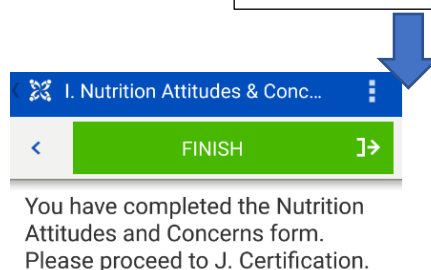 I. Nutrition Attitudes & Conc...
FINISH
You have completed the Nutrition
Attitudes and Concerns form.
Please proceed to J. Certification.